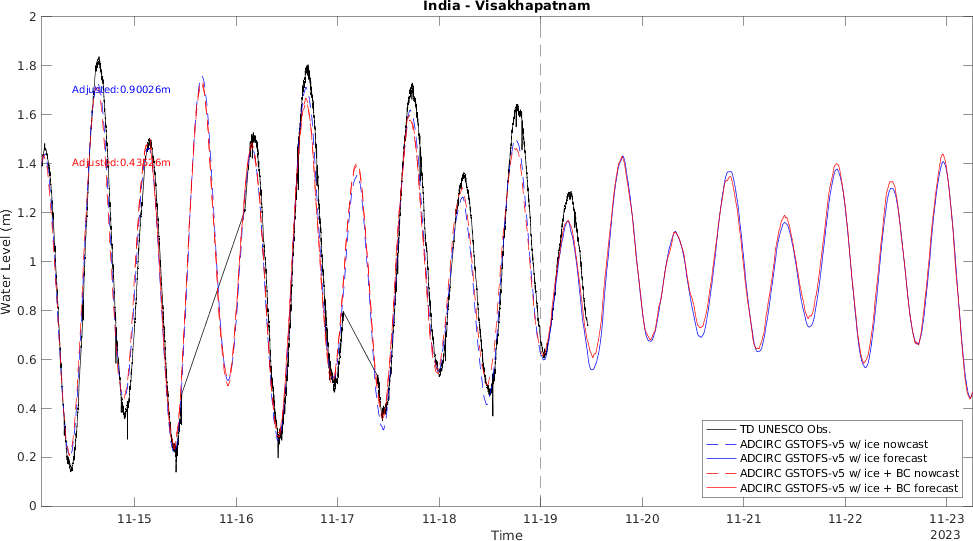 India - Visakhapatnam
2
1.8
1.6
1.4
1.2
1
0.8
0.6
0.4
0.2
0
Water Level (m)
Adjusted:0.90026m
Adjusted:0.43526m
TD UNESCO Obs.
ADCIRC GSTOFS-v5 w/ ice nowcast
ADCIRC GSTOFS-v5 w/ ice forecast
ADCIRC GSTOFS-v5 w/ ice + BC nowcast
ADCIRC GSTOFS-v5 w/ ice + BC forecast
11-15 11-16 11-17 11-18 11-19 11-20 11-21 11-22 11-23
Time
2023